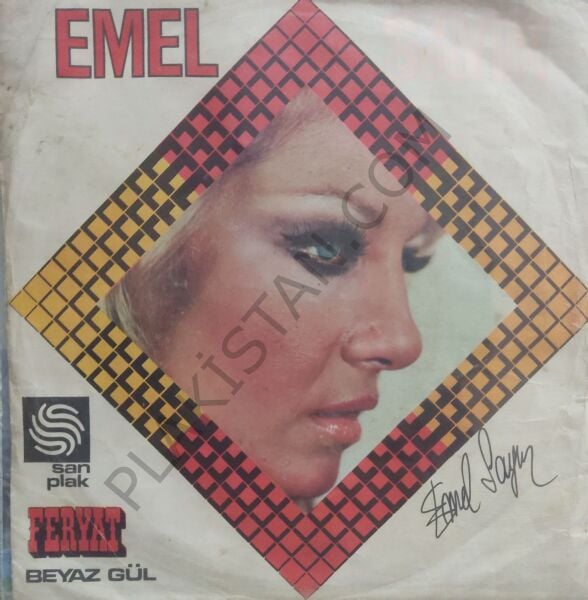 EMEL
PLAKİSTAN.COM
san
plak
Emel Sayın
FERYAT
BEYAZ GÜL